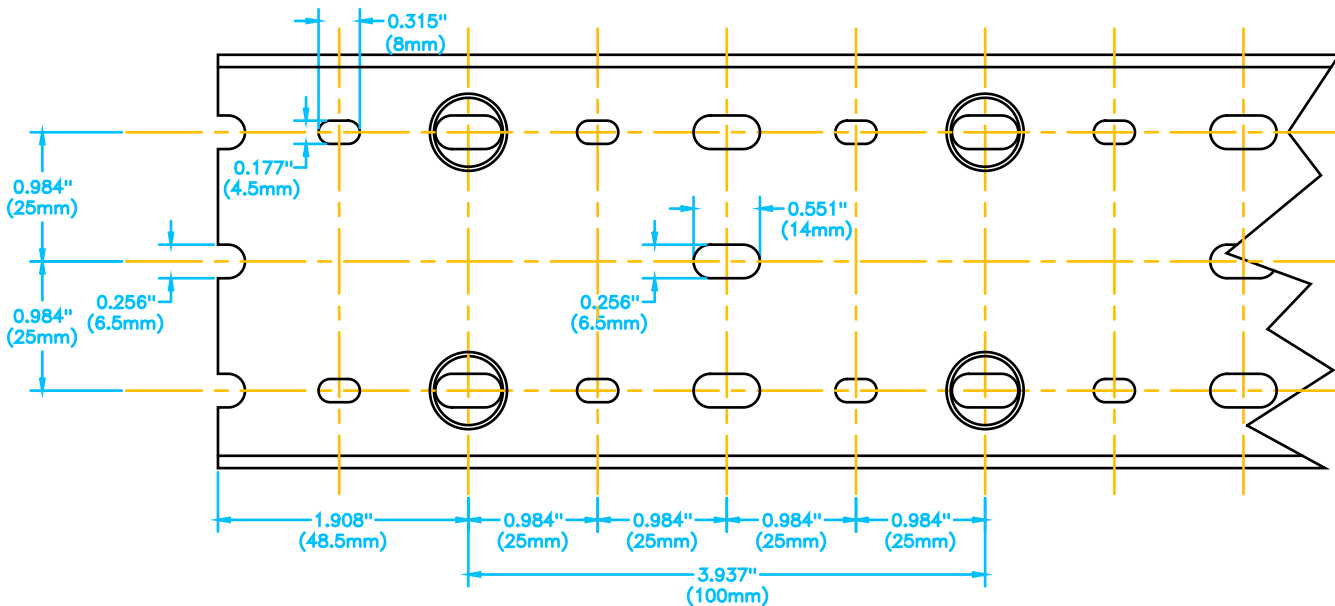 0.315"
(8mm)
0.177"
(4.5mm)
0.984"
(25mm)
0.551"
(14mm)
0.256"
(6.5mm)
0.256"
(6.5mm)
0.984"
(25mm)
1.908"
(48.5mm)
0.984"
(25mm)
0.984"
(25mm)
0.984"
(25mm)
0.984"
(25mm)
3.937"
(100mm)